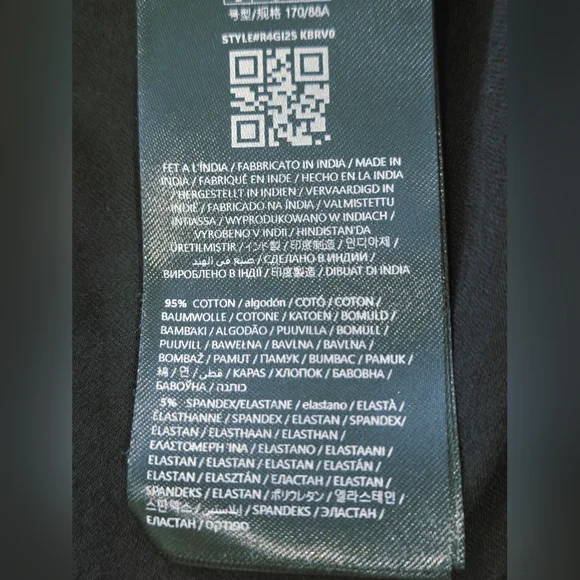 号型/规格 170/88A
STYLE#R4GI25 KBRV0
FET A L'ÍNDIA / FABBRICATO IN INDIA / MADE IN
INDIA / FABRIQUÉ EN INDE / HECHO EN LA INDIA
/ HERGESTELLT IN INDIEN / VERVAARDIGD IN
INDIË / FABRICADO NA ÍNDIA / VALMISTETTU
INTIASSA / WYPRODUKOWANO W INDIACH /
VYROBENO V INDII / HINDISTAN'DA
ÜRETILMIŞTIR / インド製 / 印度制造 / 인디아제 /
صنع في الهند / СДЕЛАНО В ИНДИИ /
ВИРОБЛЕНО В ІНДІЇ / 印度製造 / DIBUAT DI INDIA
95% COTTON / algodón / COTÓ / COTON /
BAUMWOLLE / COTONE / KATOEN / BOMULD /
BAMBAKI / ALGODÃO / PUUVILLA / BOMULL /
PUUVILL / BAWEŁNA / BAVLNA / BAVLNA /
BOMBAŽ / PAMUT / ПАМУК / BUMBAC / PAMUK /
綿 / 면 / قطن / KAPAS / ХЛОПОК / БАВОВНА /
БАВОЎНА / כותנה
5% SPANDEX/ELASTANE / elastano / ELASTÀ /
ÉLASTHANNE / SPANDEX / ELASTAN / SPANDEX/
ELASTAN / ELASTHAAN / ELASTHAN /
ΕΛΑΣΤΟΜΕΡΗ ΊΝΑ / ELASTANO / ELASTAANI /
ELASTAN / ELASTAN / ELASTAN / ELASTÁN /
ELASTAN / ELASZTÁN / ЕЛАСТАН / ELASTAN /
SPANDEKS / ELASTAN / ポリウレタン / 엘라스테인 /
스판덱스 / إيلاستين / SPANDEKS / ЭЛАСТАН /
ЕЛАСТАН / ספנדקס